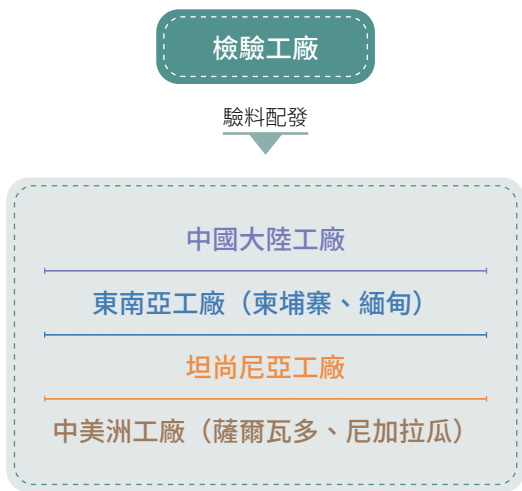 檢驗工廠
驗料配發
中國大陸工廠
東南亞工廠（柬埔寨、緬甸）
坦尚尼亞工廠
中美洲工廠（薩爾瓦多、尼加拉瓜）